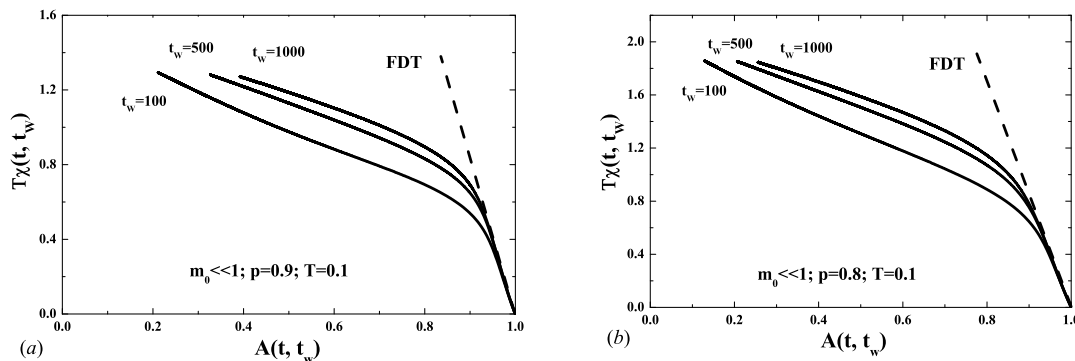 1.6
1.2
0.8
0.4
0.0
Tχ(t, t_w)
t_w=500
t_w=1000
t_w=100
FDT
m_0<<1; p=0.9; T=0.1
0.0 0.2 0.4 0.6 0.8 1.0
A(t, t_w)
(a)
2.0
1.6
1.2
0.8
0.4
0.0
Tχ(t, t_w)
t_w=500
t_w=1000
t_w=100
FDT
m_0<<1; p=0.8; T=0.1
0.0 0.2 0.4 0.6 0.8 1.0
A(t, t_w)
(b)